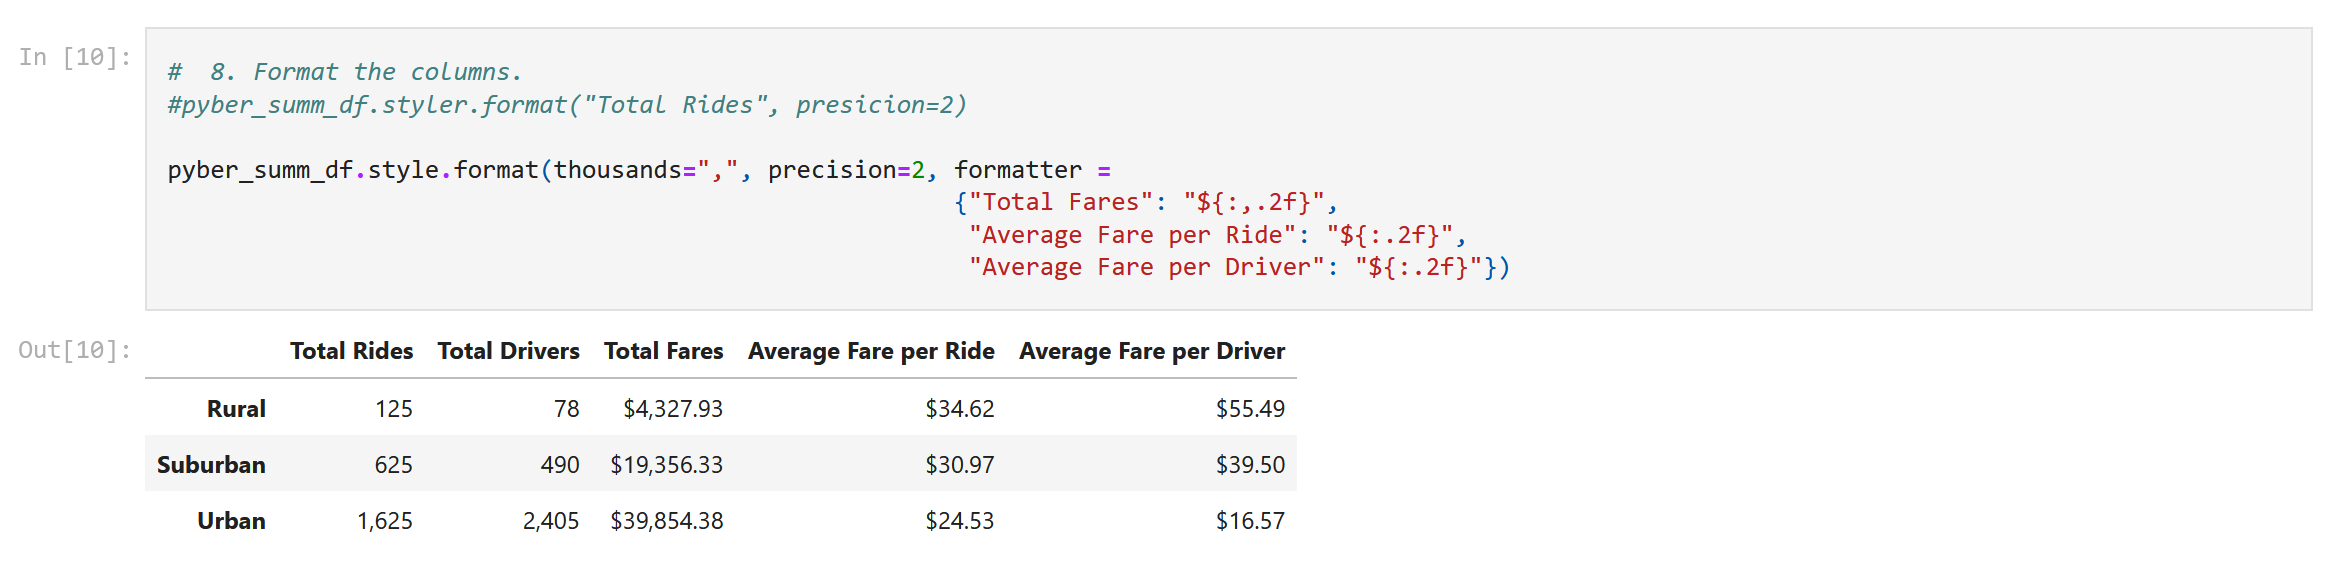 In [10]:
#  8. Format the columns.
#pyber_summ_df.styler.format("Total Rides", presicion=2)
pyber_summ_df.style.format(thousands=",", precision=2, formatter =
{"Total Fares": "${:,.2f}",
"Average Fare per Ride": "${:.2f}",
"Average Fare per Driver": "${:.2f}"})
Out[10]:
Total Rides Total Drivers Total Fares Average Fare per Ride Average Fare per Driver
Rural 125 78 $4,327.93 $34.62 $55.49
Suburban 625 490 $19,356.33 $30.97 $39.50
Urban 1,625 2,405 $39,854.38 $24.53 $16.57